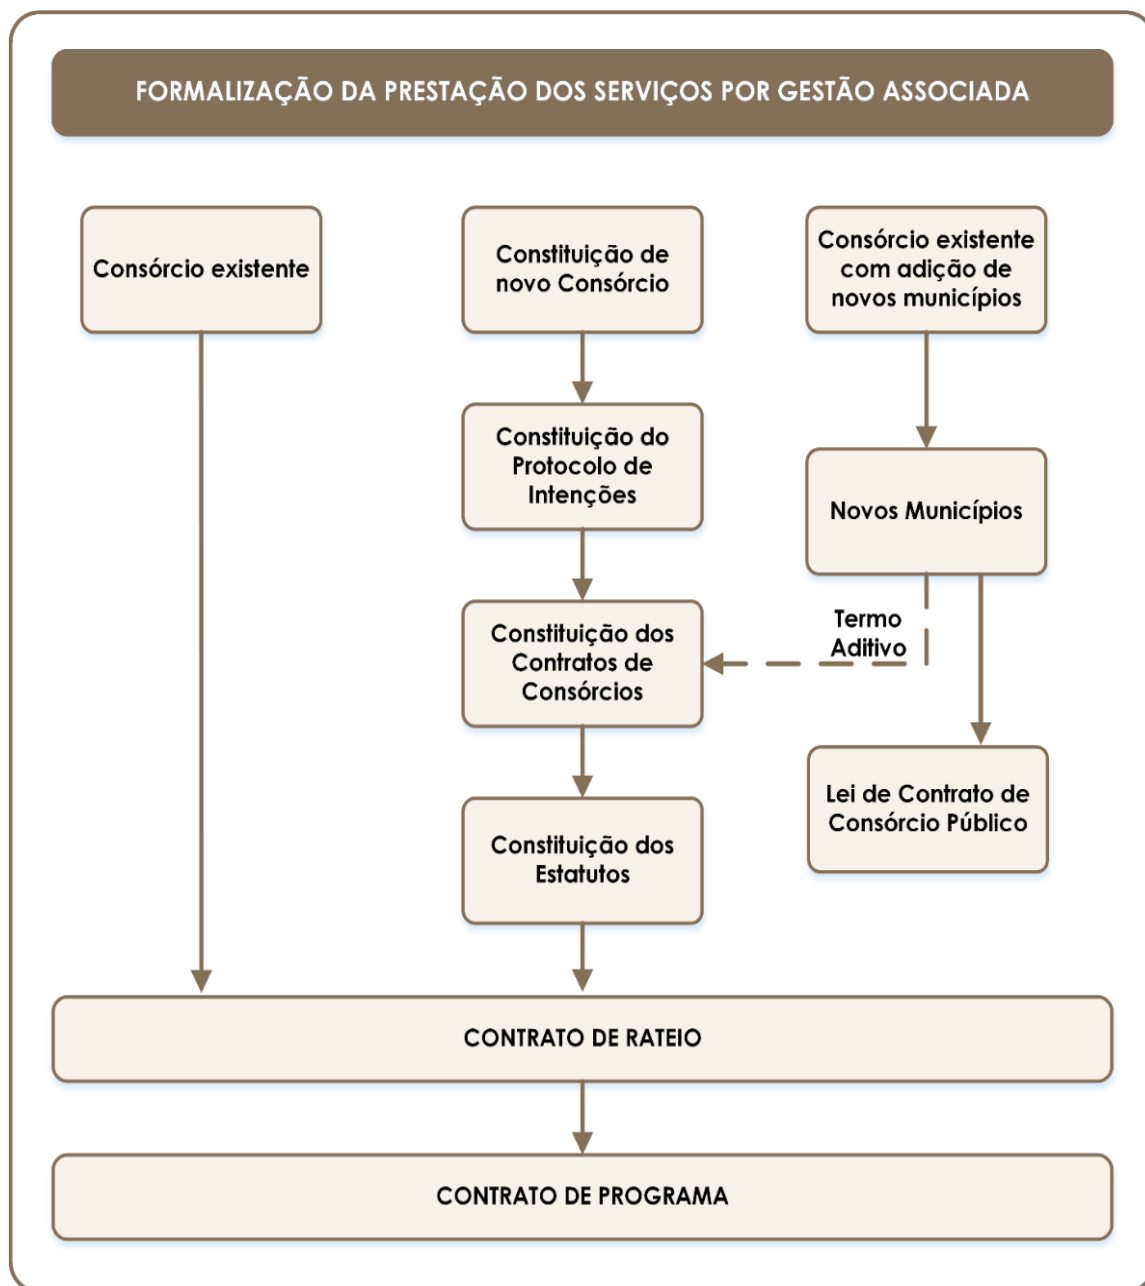 FORMALIZAÇÃO DA PRESTAÇÃO DOS SERVIÇOS POR GESTÃO ASSOCIADA
Consórcio existente
Constituição de
novo Consórcio
Consórcio existente
com adição de
novos municípios
Constituição do
Protocolo de
Intenções
Novos Municípios
Termo
Aditivo
Constituição dos
Contratos de
Consórcios
Lei de Contrato de
Consórcio Público
Constituição dos
Estatutos
CONTRATO DE RATEIO
CONTRATO DE PROGRAMA